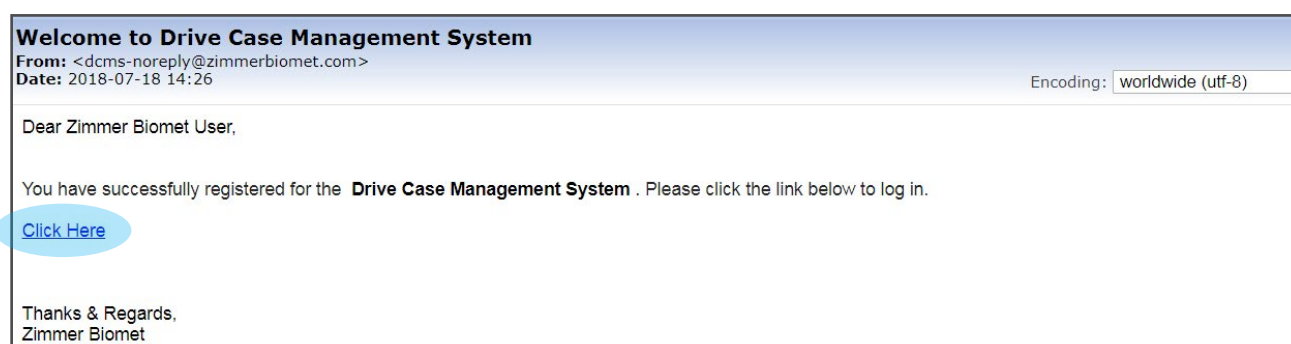 Welcome to Drive Case Management System
From: <dcms-noreply@zimmerbiomet.com>
Date: 2018-07-18 14:26
Encoding: worldwide (utf-8)
Dear Zimmer Biomet User,
You have successfully registered for the Drive Case Management System . Please click the link below to log in.
Click Here
Thanks & Regards,
Zimmer Biomet